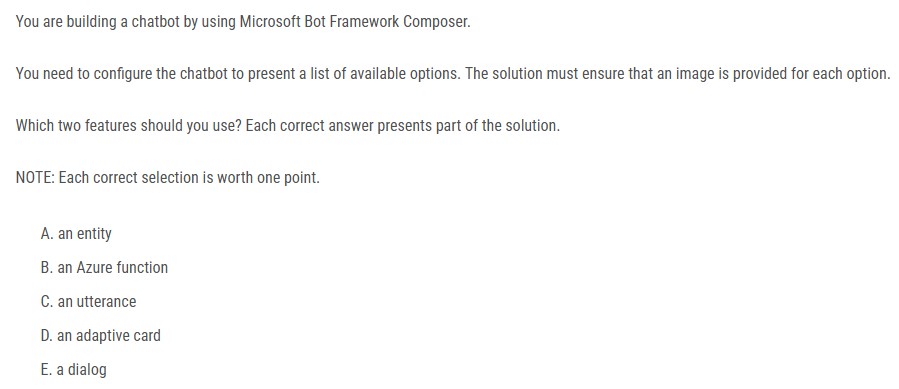 You are building a chatbot by using Microsoft Bot Framework Composer.
You need to configure the chatbot to present a list of available options. The solution must ensure that an image is provided for each option.
Which two features should you use? Each correct answer presents part of the solution.
NOTE: Each correct selection is worth one point.
A. an entity
B. an Azure function
C. an utterance
D. an adaptive card
E. a dialog